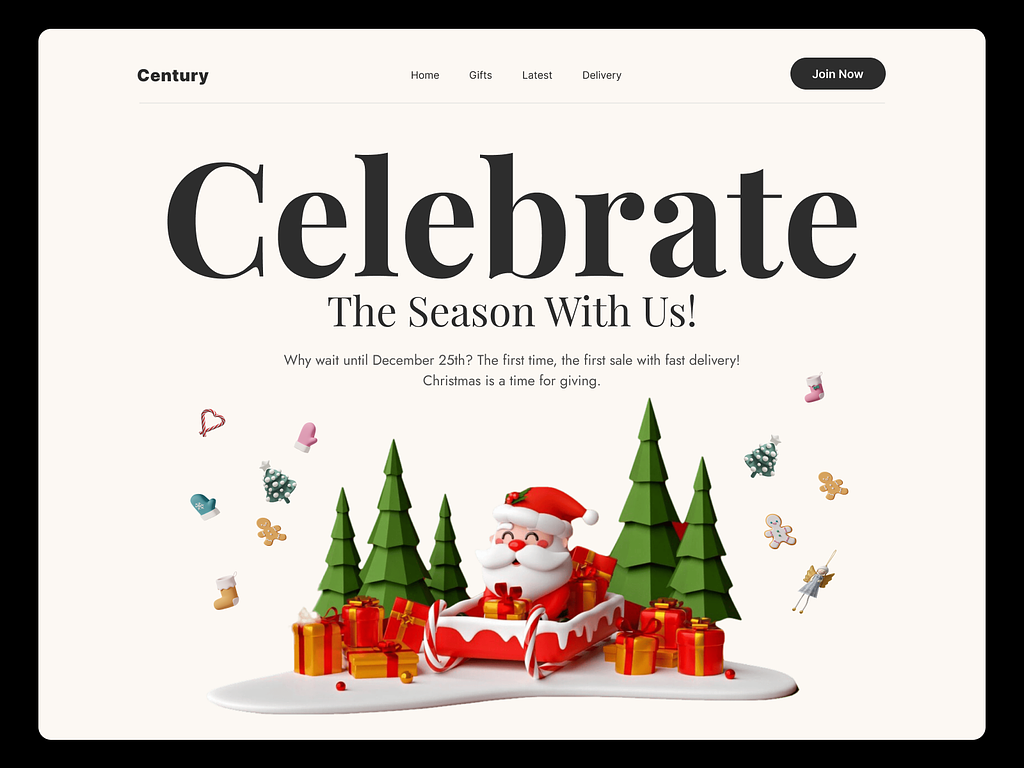 Century
Home Gifts Latest Delivery
Join Now
Celebrate
The Season With Us!
Why wait until December 25th? The first time, the first sale with fast delivery!
Christmas is a time for giving.